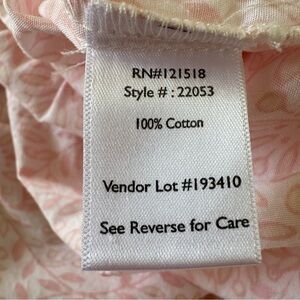 RN#121518
Style # : 22053
100% Cotton
Vendor Lot #193410
See Reverse for Care